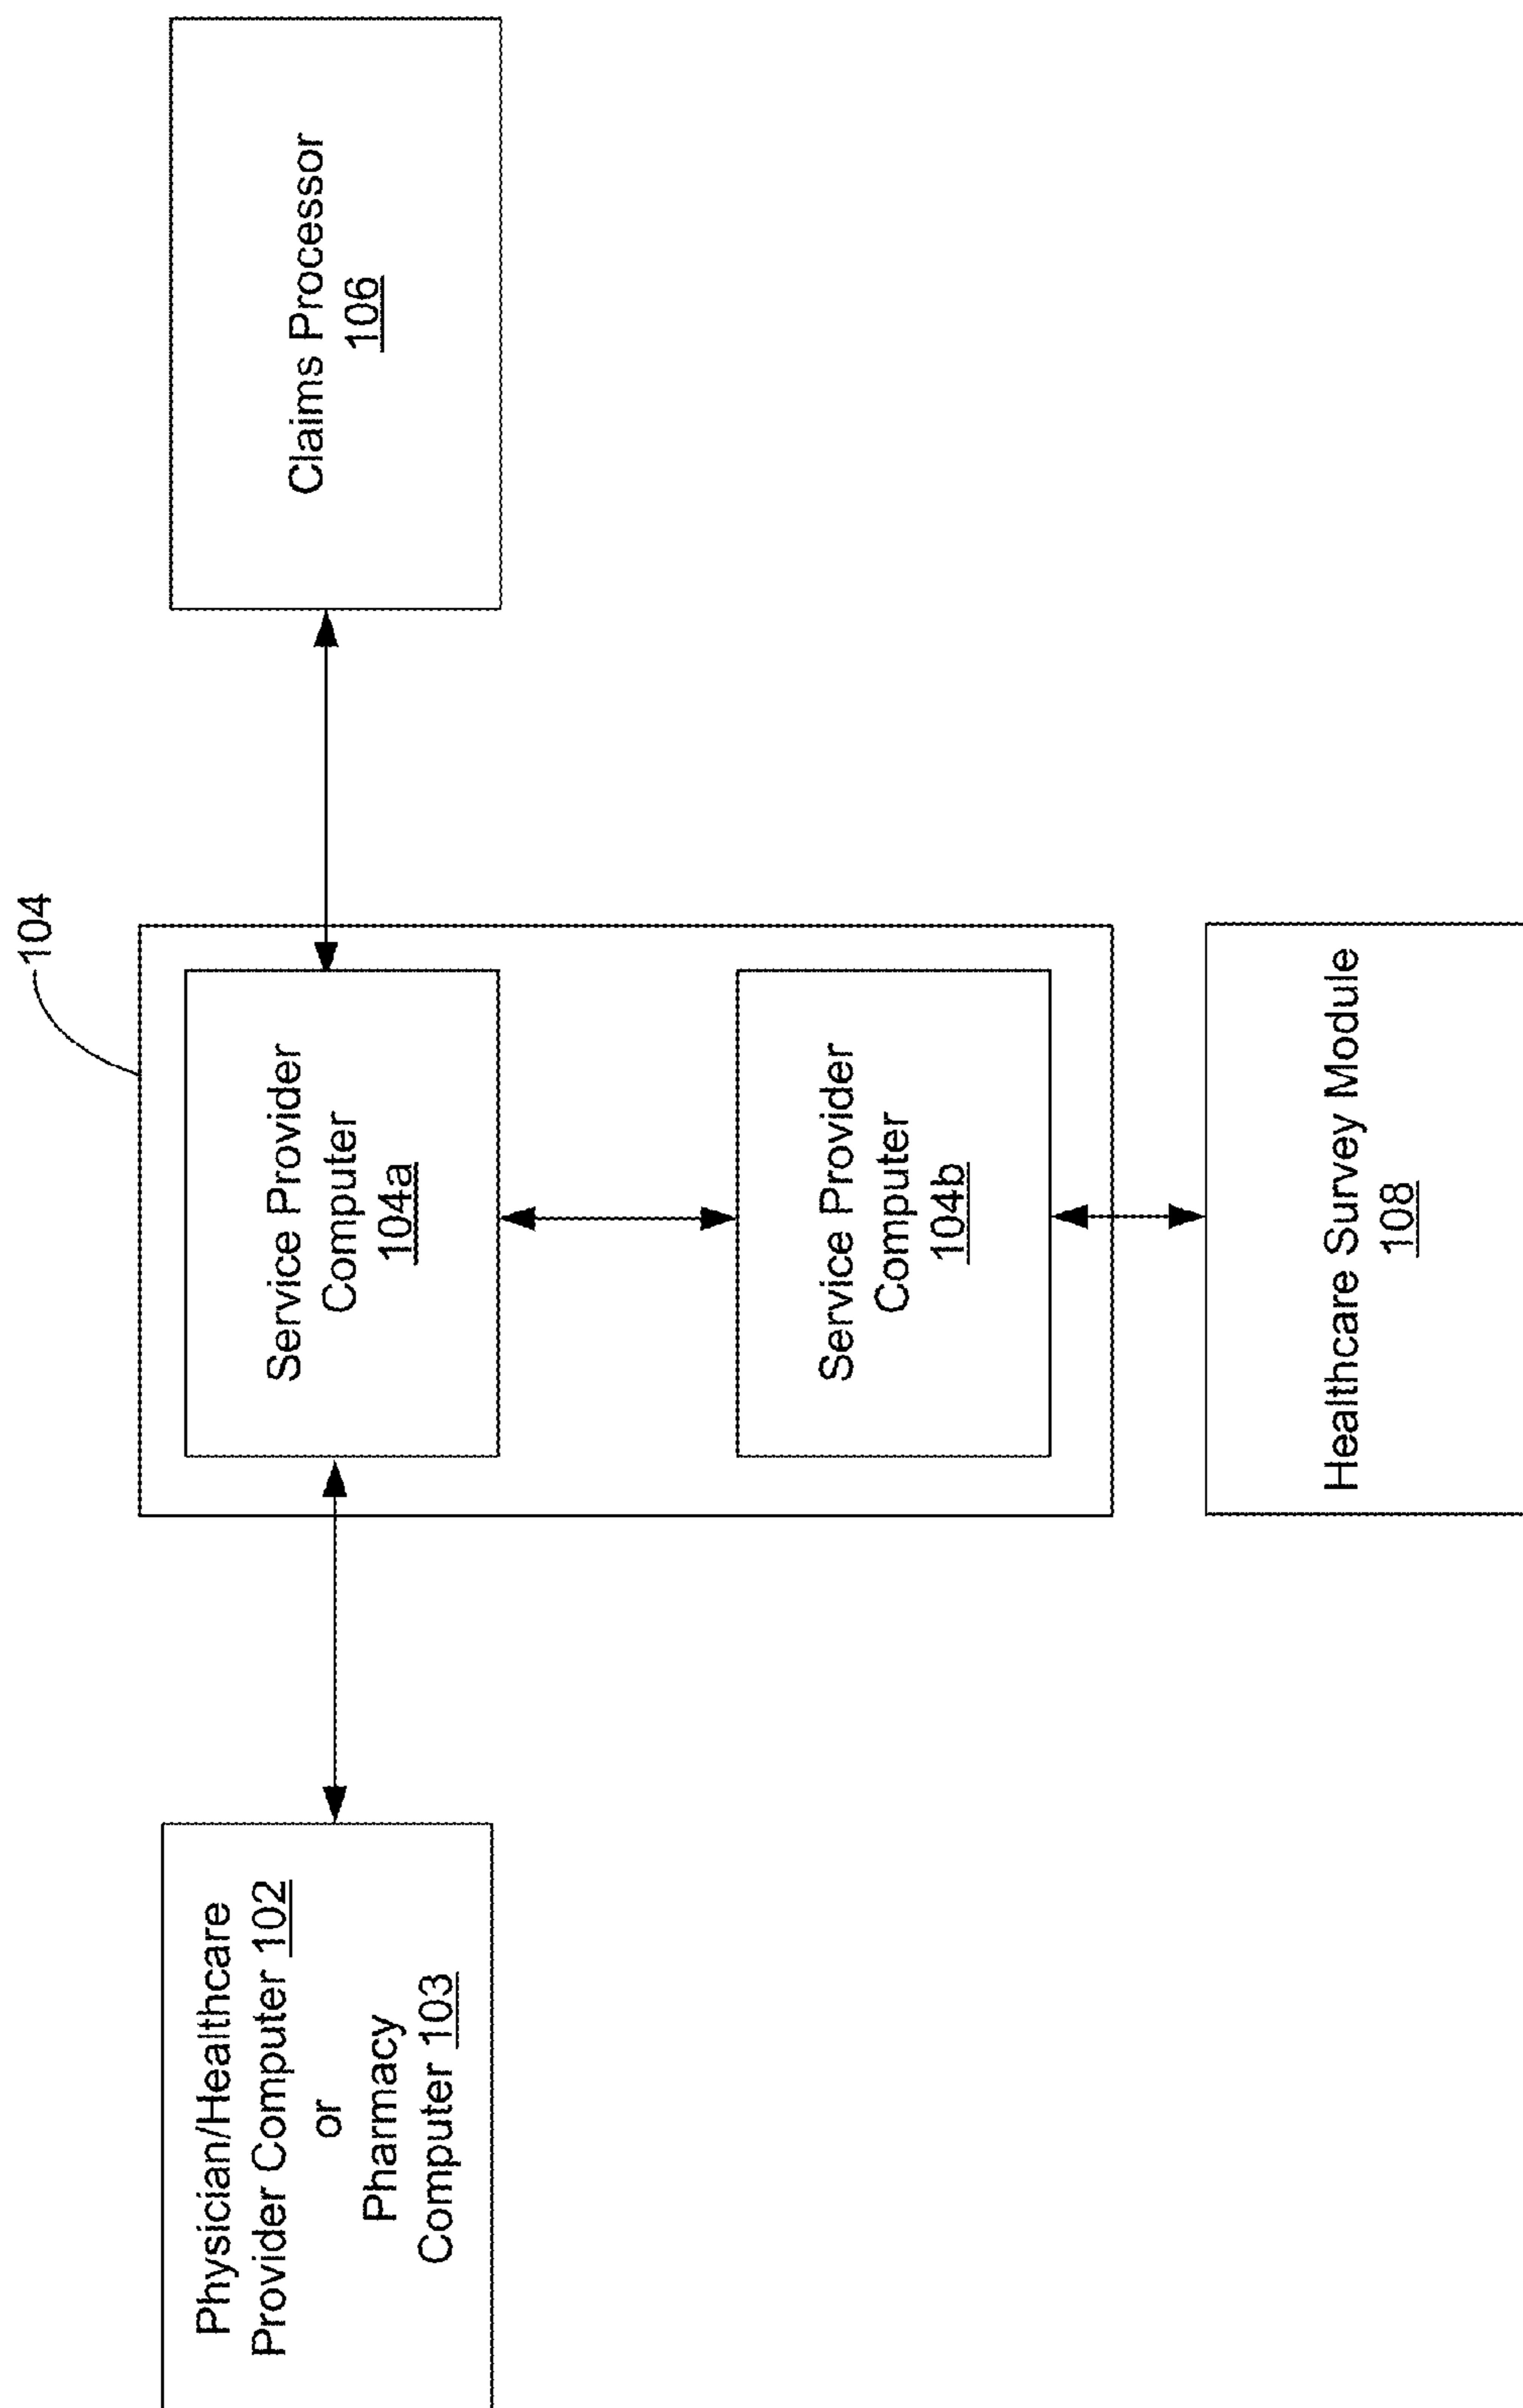 104
Physician/Healthcare
Provider Computer 102
or
Pharmacy
Computer 103
Service Provider
Computer
104a
Claims Processor
106
Service Provider
Computer
104b
Healthcare Survey Module
108